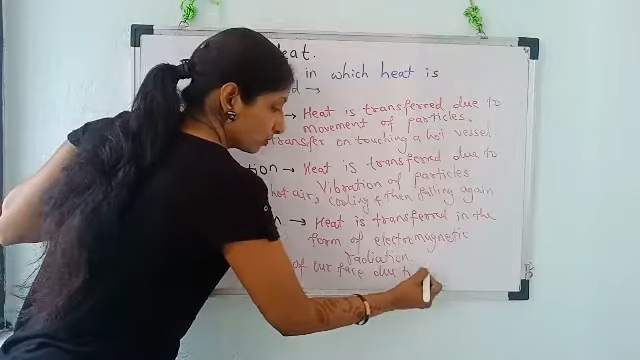 eat.
in which heat is
d →
→ Heat is transferred due to
movement of particles.
transfer on touching a hot vessel
tion → Heat is transferred due to
Vibration of particles
hot air, cooling & then falling again
n → Heat is transferred in the
form of electromagnetic
radiation.
of our face due t